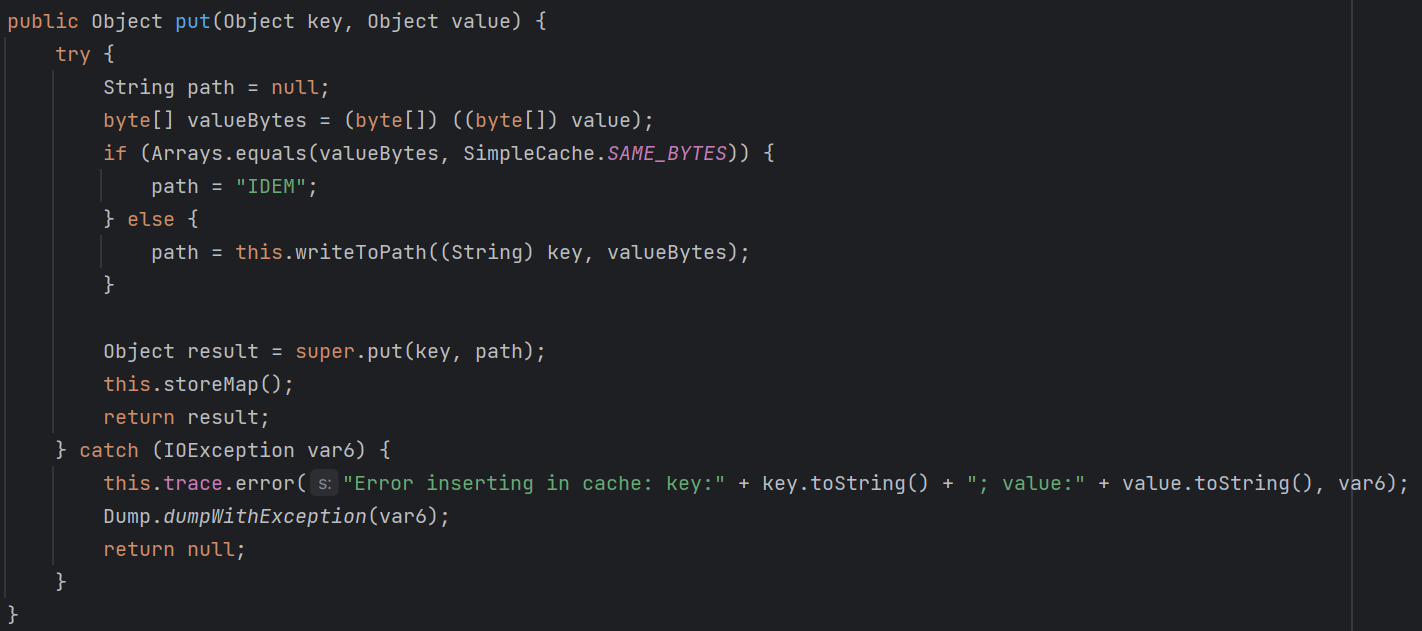 public Object put(Object key, Object value) {
    try {
        String path = null;
        byte[] valueBytes = (byte[]) ((byte[]) value);
        if (Arrays.equals(valueBytes, SimpleCache.SAME_BYTES)) {
            path = "IDEM";
        } else {
            path = this.writeToPath((String) key, valueBytes);
        }

        Object result = super.put(key, path);
        this.storeMap();
        return result;
    } catch (IOException var6) {
        this.trace.error( s: "Error inserting in cache: key:" + key.toString() + "; value:" + value.toString(), var6);
        Dump.dumpWithException(var6);
        return null;
    }
}